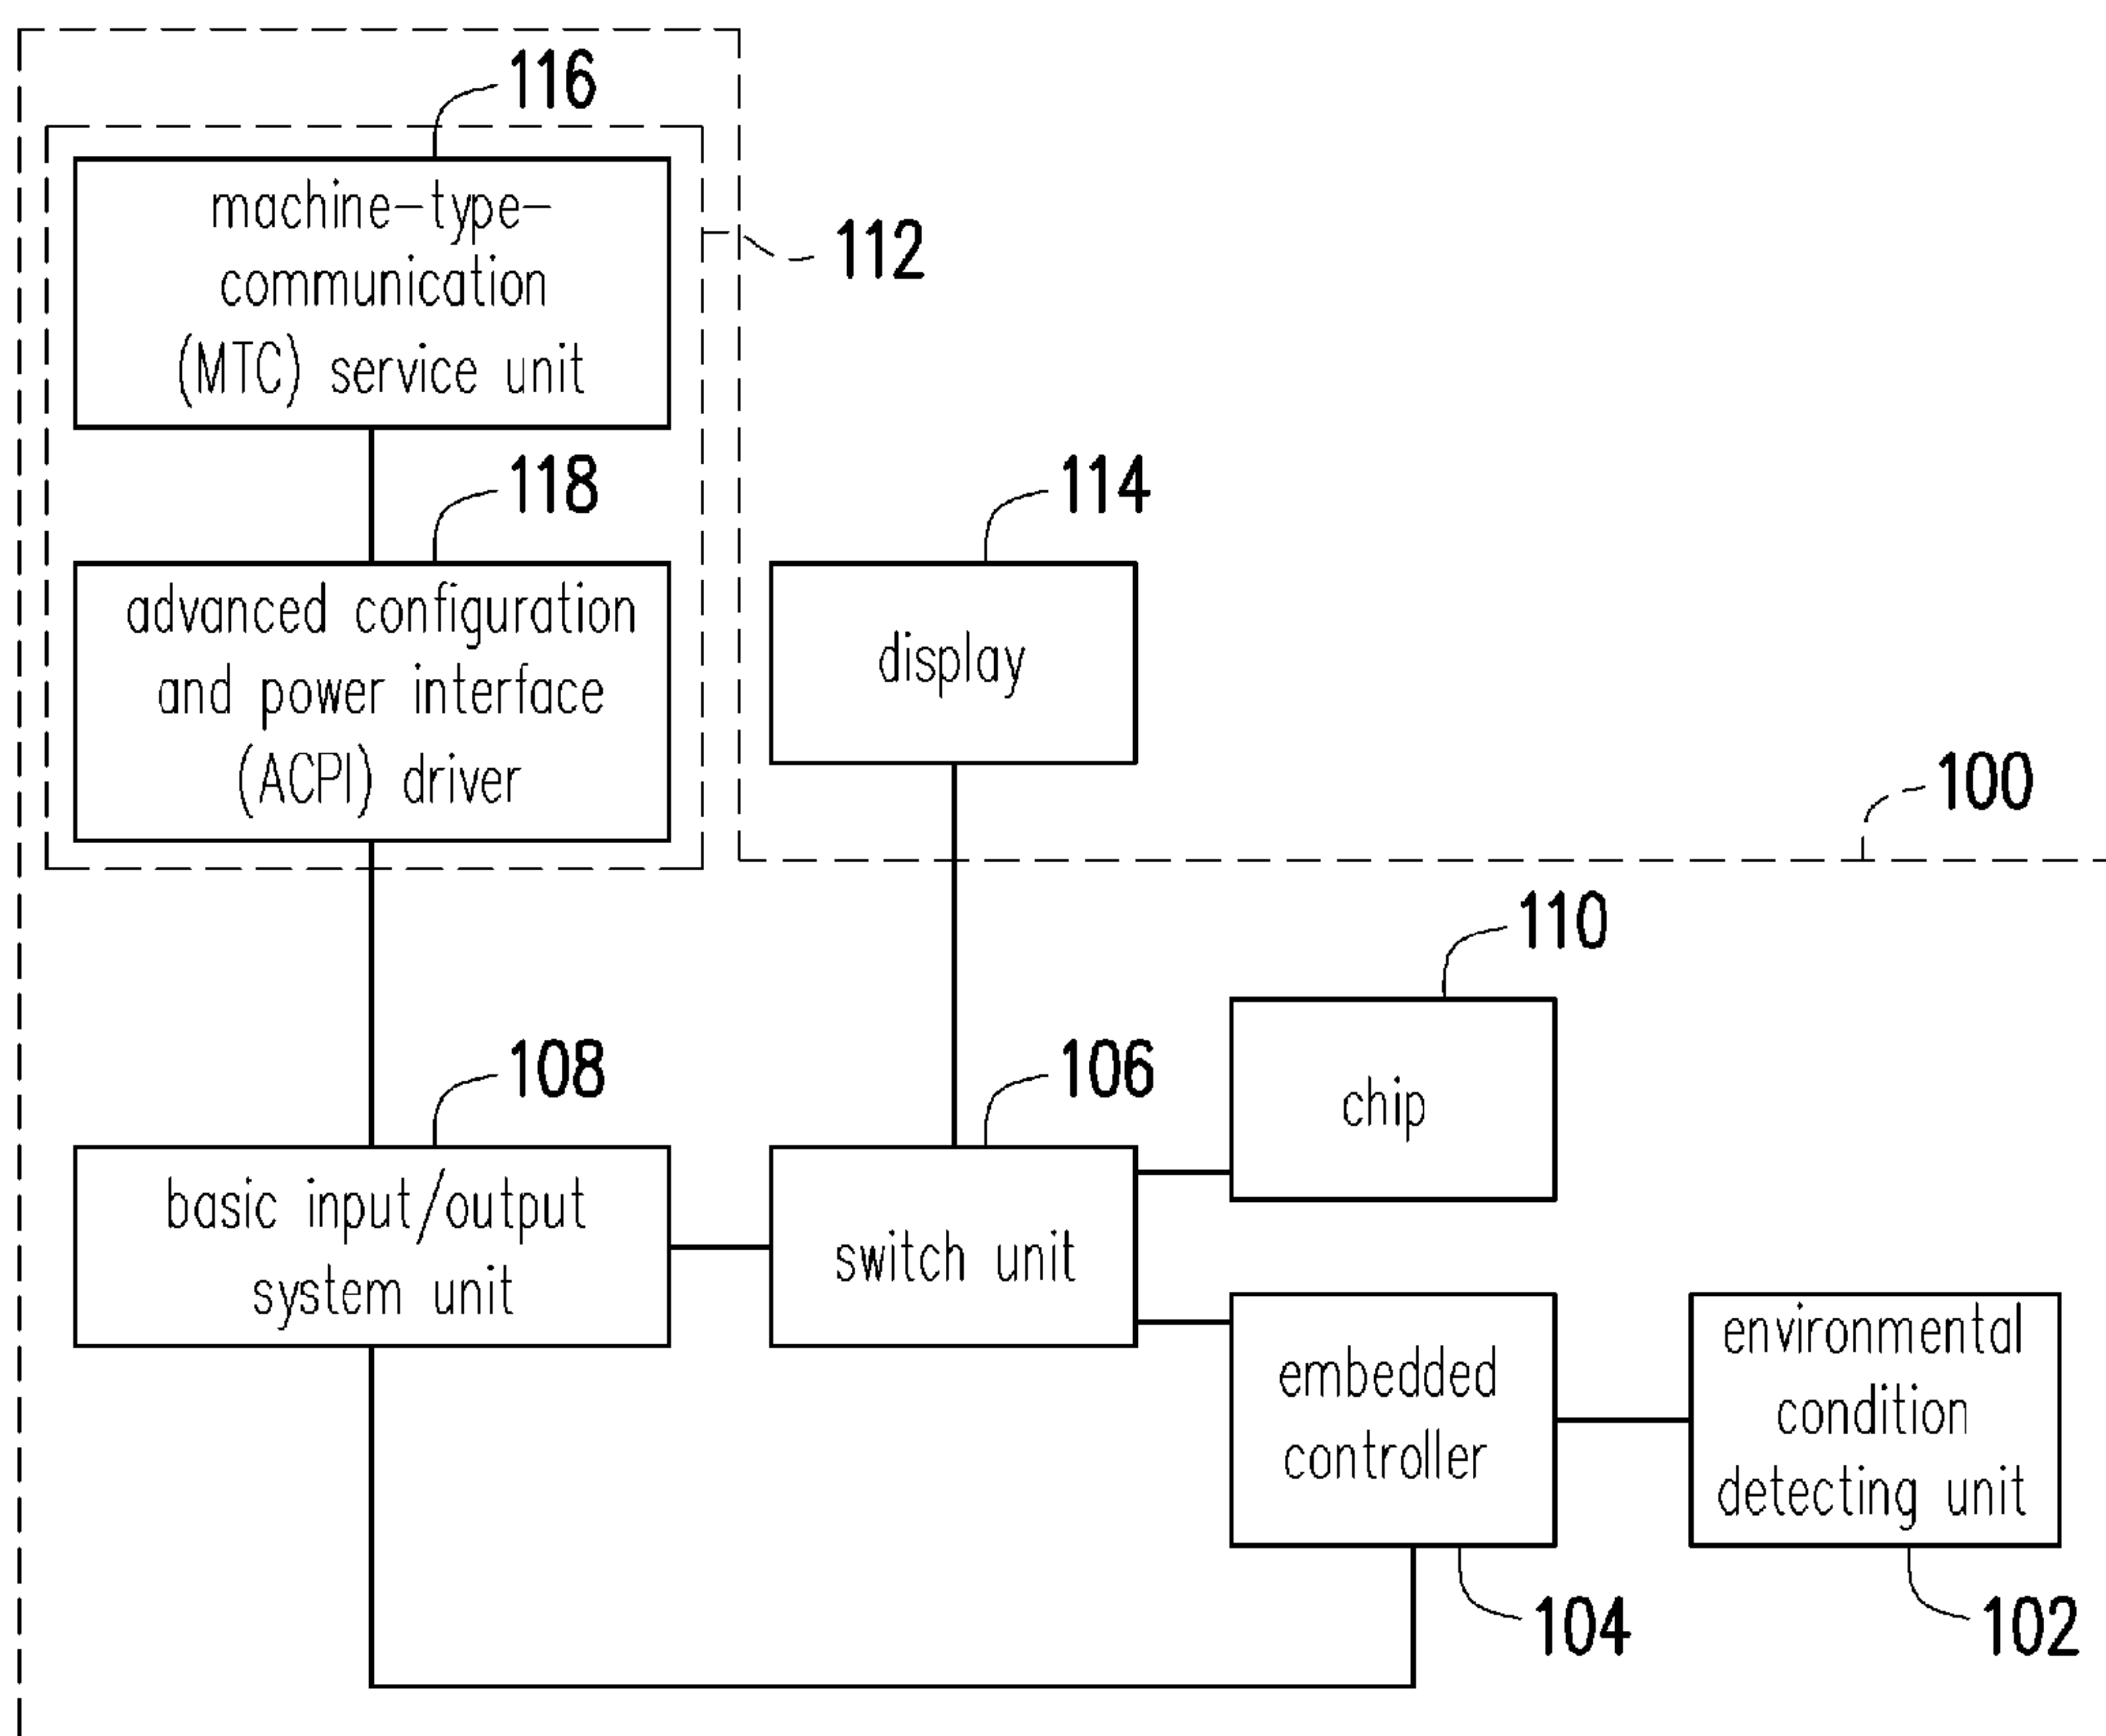 116
machine-type-
communication
(MTC) service unit
112
118
advanced configuration
and power interface
(ACPI) driver
114
display
100
110
chip
108
basic input/output
system unit
106
switch unit
embedded
controller
104
environmental
condition
detecting unit
102